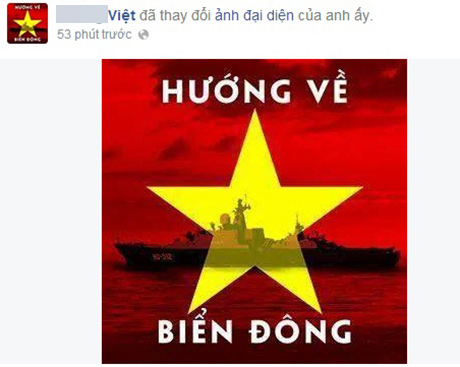 HƯỚNG VỀ
BIỂN ĐÔNG
Việt đã thay đổi ảnh đại diện của anh ấy.
53 phút trước
HƯỚNG VỀ
BIỂN ĐÔNG